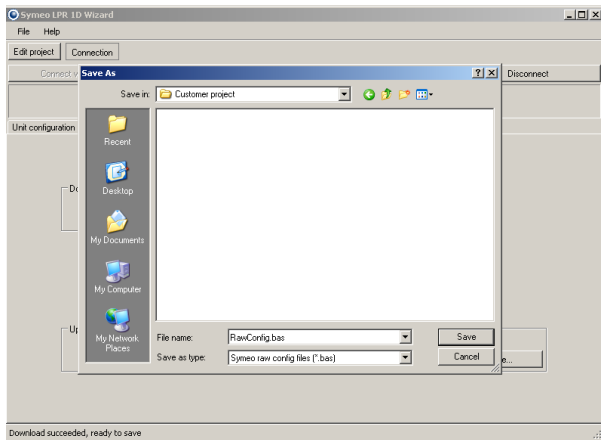 Symeo LPR 1D Wizard
File Help
Edit project Connection
Connect Disconnect
Save As
Save in: Customer project
Unit configuration
Recent
Desktop
My Documents
My Computer
My Network
Places
File name: RawConfig.bas Save
Save as type: Symeo raw config files (*.bas) Cancel
Download succeeded, ready to save